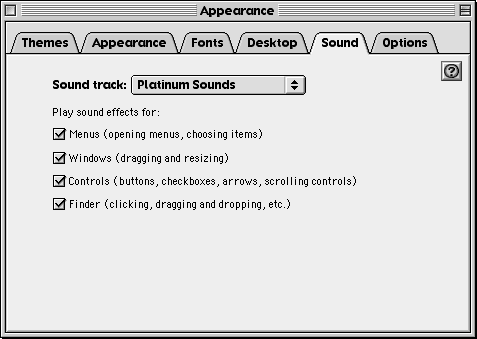 Appearance
Themes Appearance Fonts Desktop Sound Options
?
Sound track: Platinum Sounds
Play sound effects for:
Menus (opening menus, choosing items)
Windows (dragging and resizing)
Controls (buttons, checkboxes, arrows, scrolling controls)
Finder (clicking, dragging and dropping, etc.)